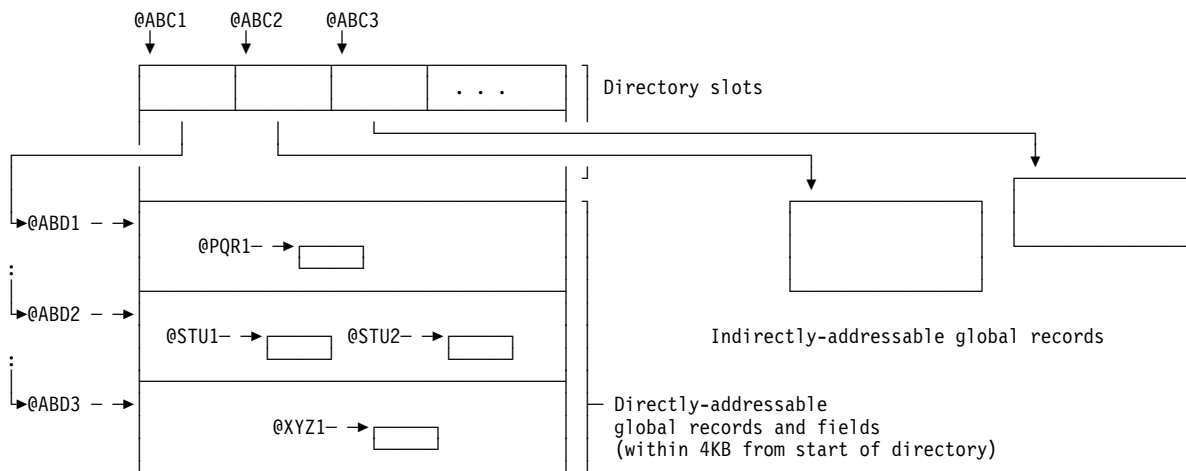 @ABC1 @ABC2 @ABC3
. . .
Directory slots
@ABD1
@PQR1
:
@ABD2
@STU1 @STU2
Indirectly-addressable global records
:
@ABD3
Directly-addressable
global records and fields
@XYZ1
(within 4KB from start of directory)